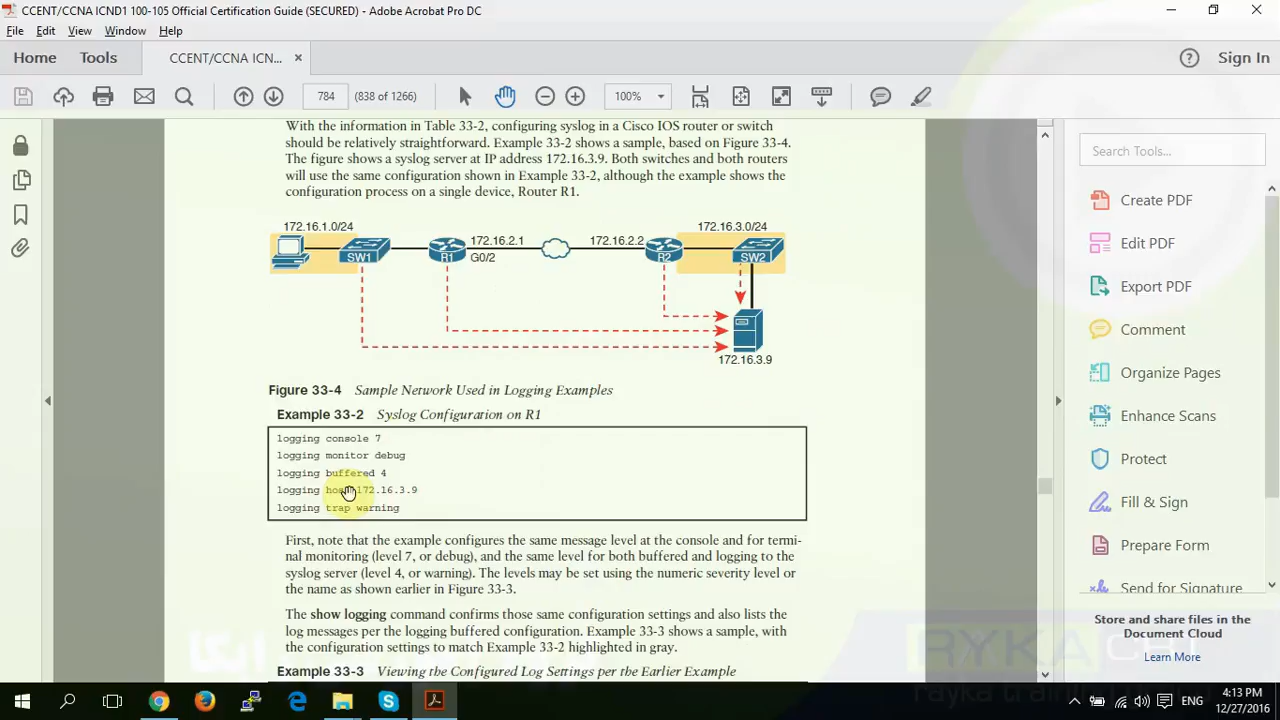 CCENT/CCNA ICND1 100-105 Official Certification Guide (SECURED) - Adobe Acrobat Pro DC
File Edit View Window Help
Home Tools CCENT/CCNA ICN... × ? Sign In
784 (838 of 1266) 100%
With the information in Table 33-2, configuring syslog in a Cisco IOS router or switch
should be relatively straightforward. Example 33-2 shows a sample, based on Figure 33-4.
The figure shows a syslog server at IP address 172.16.3.9. Both switches and both routers
will use the same configuration shown in Example 33-2, although the example shows the
configuration process on a single device, Router R1.
172.16.1.0/24 172.16.3.0/24
172.16.2.1 172.16.2.2
SW1 R1 G0/2 R2 SW2
172.16.3.9
Figure 33-4 Sample Network Used in Logging Examples
Example 33-2 Syslog Configuration on R1
logging console 7
logging monitor debug
logging buffered 4
logging host 172.16.3.9
logging trap warning
First, note that the example configures the same message level at the console and for termi-
nal monitoring (level 7, or debug), and the same level for both buffered and logging to the
syslog server (level 4, or warning). The levels may be set using the numeric severity level or
the name as shown earlier in Figure 33-3.
The show logging command confirms those same configuration settings and also lists the
log messages per the logging buffered configuration. Example 33-3 shows a sample, with
the configuration settings to match Example 33-2 highlighted in gray.
Example 33-3 Viewing the Configured Log Settings per the Earlier Example
Search Tools...
Create PDF
Edit PDF
Export PDF
Comment
Organize Pages
Enhance Scans
Protect
Fill & Sign
Prepare Form
Send for Signature
Store and share files in the
Document Cloud
Learn More
ENG
4:13 PM
12/27/2016